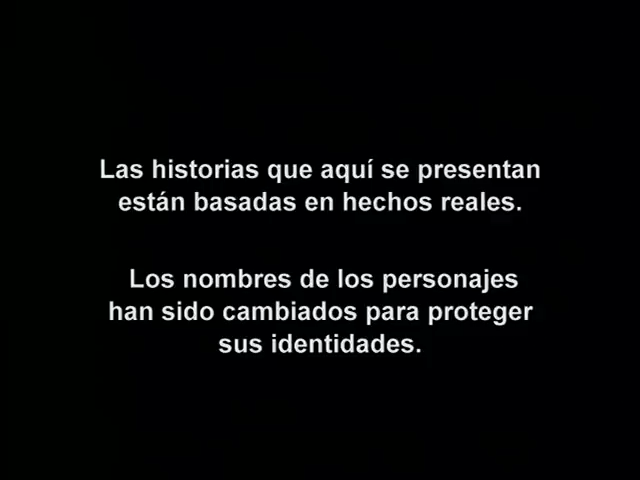 Las historias que aquí se presentan
están basadas en hechos reales.
Los nombres de los personajes
han sido cambiados para proteger
sus identidades.